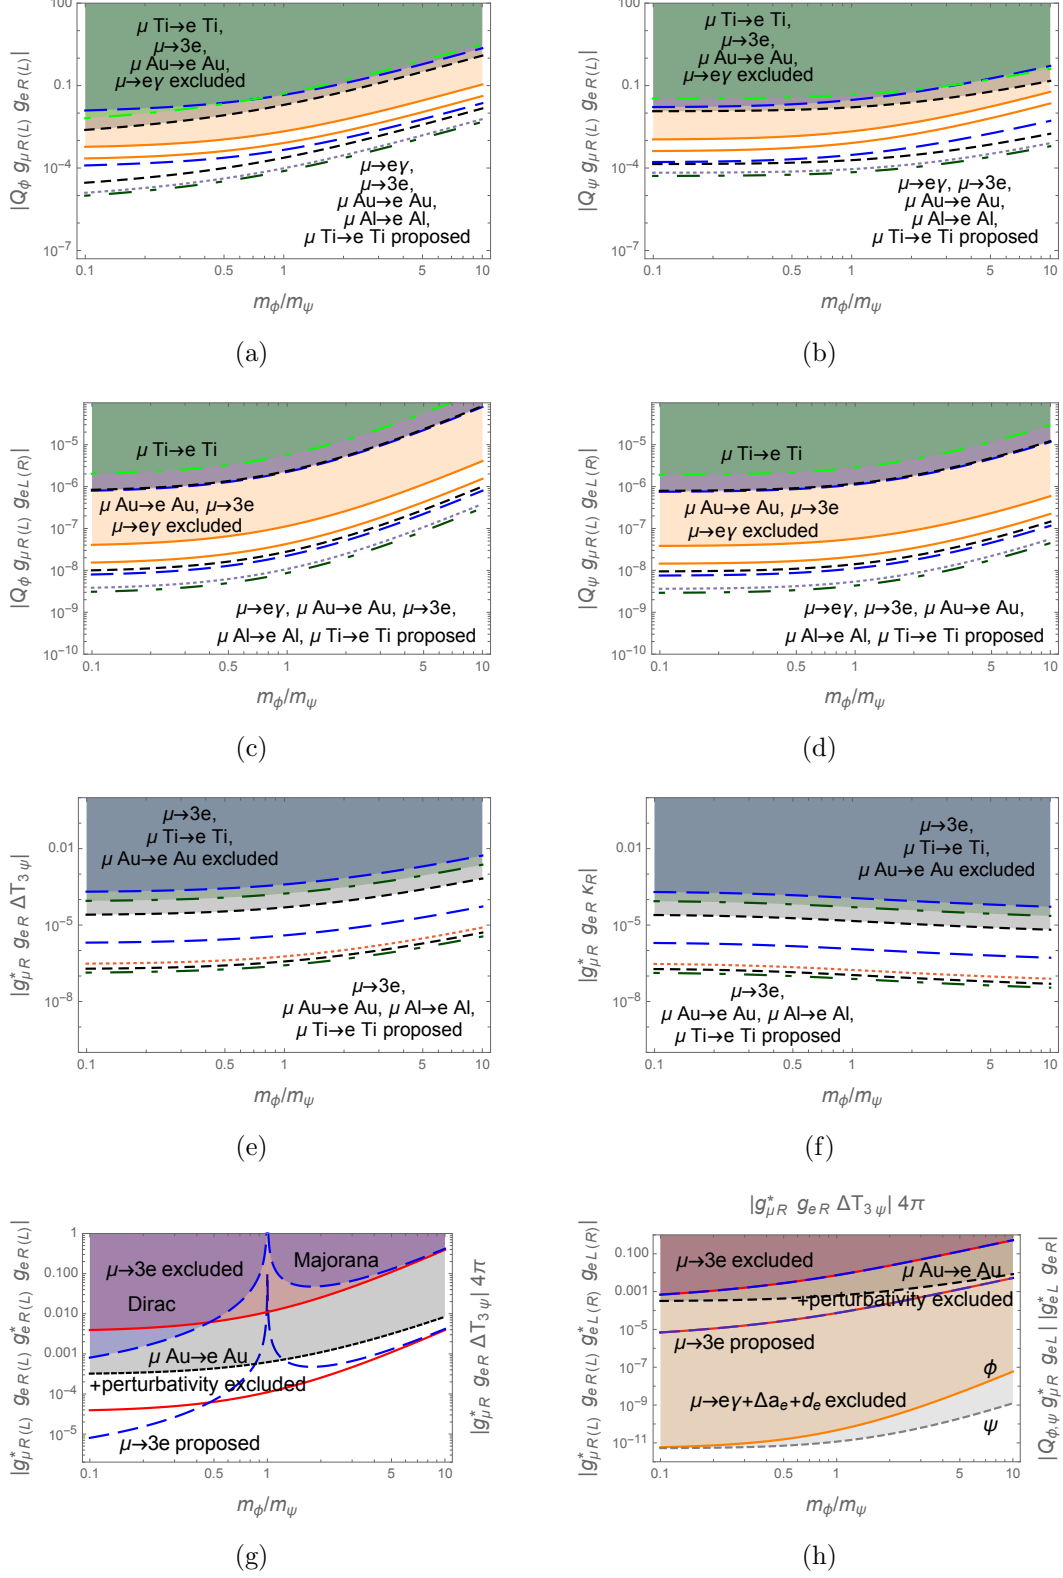 100
0.1
10⁻⁴
10⁻⁷
|Q_ϕ g_μR(L) g_eR(L)|
μ Ti→e Ti,
μ→3e,
μ Au→e Au,
μ→eγ excluded
μ→eγ,
μ→3e,
μ Au→e Au,
μ Al→e Al,
μ Ti→e Ti proposed
0.1 0.5 1 5 10
m_ϕ/m_ψ
(a)
100
0.1
10⁻⁴
10⁻⁷
|Q_ψ g_μR(L) g_eR(L)|
μ Ti→e Ti,
μ→3e,
μ Au→e Au,
μ→eγ excluded
μ→eγ, μ→3e,
μ Au→e Au,
μ Al→e Al,
μ Ti→e Ti proposed
0.1 0.5 1 5 10
m_ϕ/m_ψ
(b)
10⁻⁵
10⁻⁶
10⁻⁷
10⁻⁸
10⁻⁹
10⁻¹⁰
|Q_ϕ g_μR(L) g_eL(R)|
μ Ti→e Ti
μ Au→e Au, μ→3e
μ→eγ excluded
μ→eγ, μ Au→e Au, μ→3e,
μ Al→e Al, μ Ti→e Ti proposed
0.1 0.5 1 5 10
m_ϕ/m_ψ
(c)
10⁻⁵
10⁻⁶
10⁻⁷
10⁻⁸
10⁻⁹
10⁻¹⁰
|Q_ψ g_μR(L) g_eL(R)|
μ Ti→e Ti
μ Au→e Au, μ→3e
μ→eγ excluded
μ→eγ, μ→3e, μ Au→e Au,
μ Al→e Al, μ Ti→e Ti proposed
0.1 0.5 1 5 10
m_ϕ/m_ψ
(d)
0.01
10⁻⁵
10⁻⁸
|g*_μR g_eR ΔT_3ψ|
μ→3e,
μ Ti→e Ti,
μ Au→e Au excluded
μ→3e,
μ Au→e Au, μ Al→e Al,
μ Ti→e Ti proposed
0.1 0.5 1 5 10
m_ϕ/m_ψ
(e)
0.01
10⁻⁵
10⁻⁸
|g*_μR g_eR κ_R|
μ→3e,
μ Ti→e Ti,
μ Au→e Au excluded
μ→3e,
μ Au→e Au, μ Al→e Al,
μ Ti→e Ti proposed
0.1 0.5 1 5 10
m_ϕ/m_ψ
(f)
1
0.100
0.010
0.001
10⁻⁴
10⁻⁵
|g*_μR(L) g_eR(L) g*_eR(L) g_eR(L)|
|g*_μR g_eR ΔT_3ψ| 4π
μ→3e excluded
Majorana
Dirac
μ Au→e Au
+perturbativity excluded
μ→3e proposed
0.1 0.5 1 5 10
m_ϕ/m_ψ
(g)
|g*_μR g_eR ΔT_3ψ| 4π
0.100
0.001
10⁻⁵
10⁻⁷
10⁻⁹
10⁻¹¹
|g*_μR(L) g_eR(L) g*_eL(R) g_eL(R)|
|Q_ϕ,ψ g*_μR g_eL| |g*_eL g_eR|
μ→3e excluded
μ Au→e Au
+perturbativity excluded
μ→3e proposed
ϕ
μ→eγ+Δa_e+d_e excluded
ψ
0.1 0.5 1 5 10
m_ϕ/m_ψ
(h)